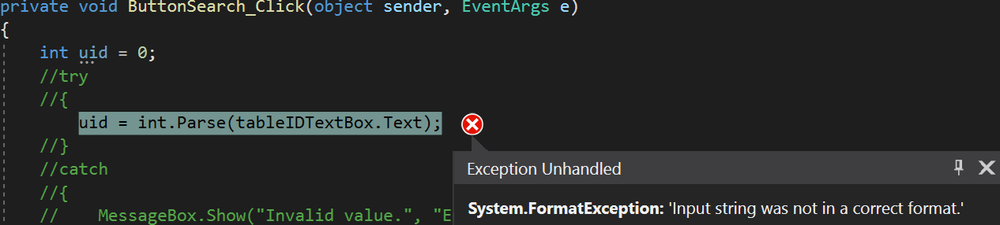 private void ButtonSearch_Click(object sender, EventArgs e)
{
int uid = 0;
//try
//{
uid = int.Parse(tableIDTextBox.Text);
//}
//catch
//{
//    MessageBox.Show("Invalid value.", "E
Exception Unhandled
System.FormatException: 'Input string was not in a correct format.'